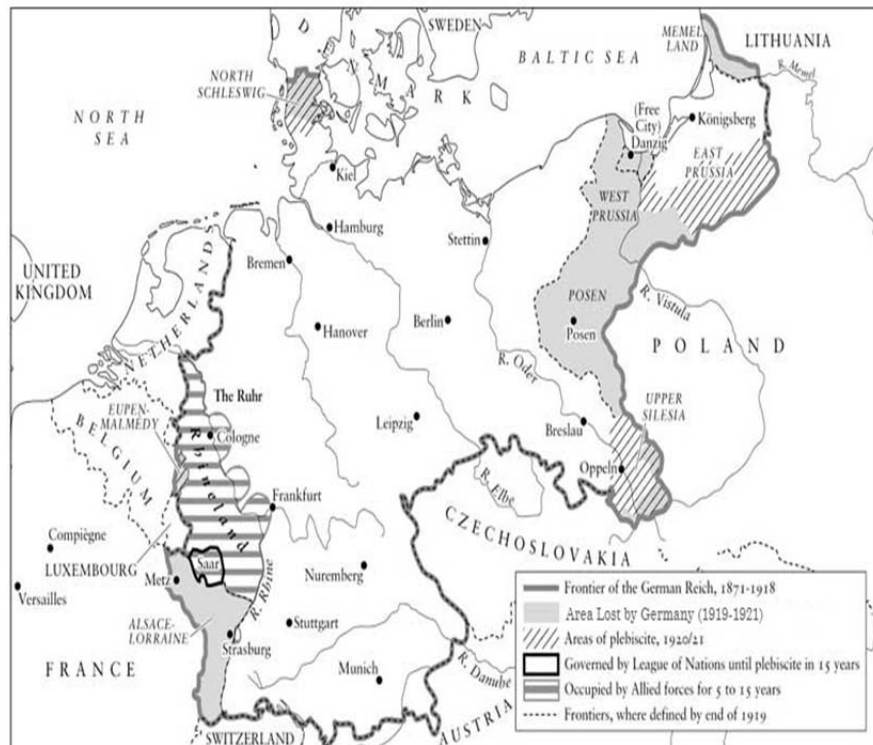 SWEDEN
D
N
M
A R K
BALTIC SEA
MEMEL
LAND
LITHUANIA
R. Memel
NORTH
SCHLESWIG
NORTH
SEA
(Free
City)
Danzig
Königsberg
EAST
PRUSSIA
Kiel
WEST
PRUSSIA
Hamburg
Stettin
Bremen
UNITED
KINGDOM
NETHERLANDS
Hanover
Berlin
POSEN
Posen
R. Vistula
POLAND
R. Oder
The Ruhr
EUPEN-
MALMÉDY
BELGIUM
Rhineland
Cologne
Leipzig
Breslau
UPPER
SILESIA
Oppeln
R. Elbe
Frankfurt
CZECHOSLOVAKIA
Compiègne
LUXEMBOURG
Saar
Metz
R. Rhine
Nuremberg
Versailles
ALSACE-
LORRAINE
Stuttgart
Strasburg
FRANCE
Munich
R. Danube
AUSTRIA
SWITZERLAND
Frontier of the German Reich, 1871-1918
Area Lost by Germany (1919-1921)
Areas of plebiscite, 1920/21
Governed by League of Nations until plebiscite in 15 years
Occupied by Allied forces for 5 to 15 years
Frontiers, where defined by end of 1919